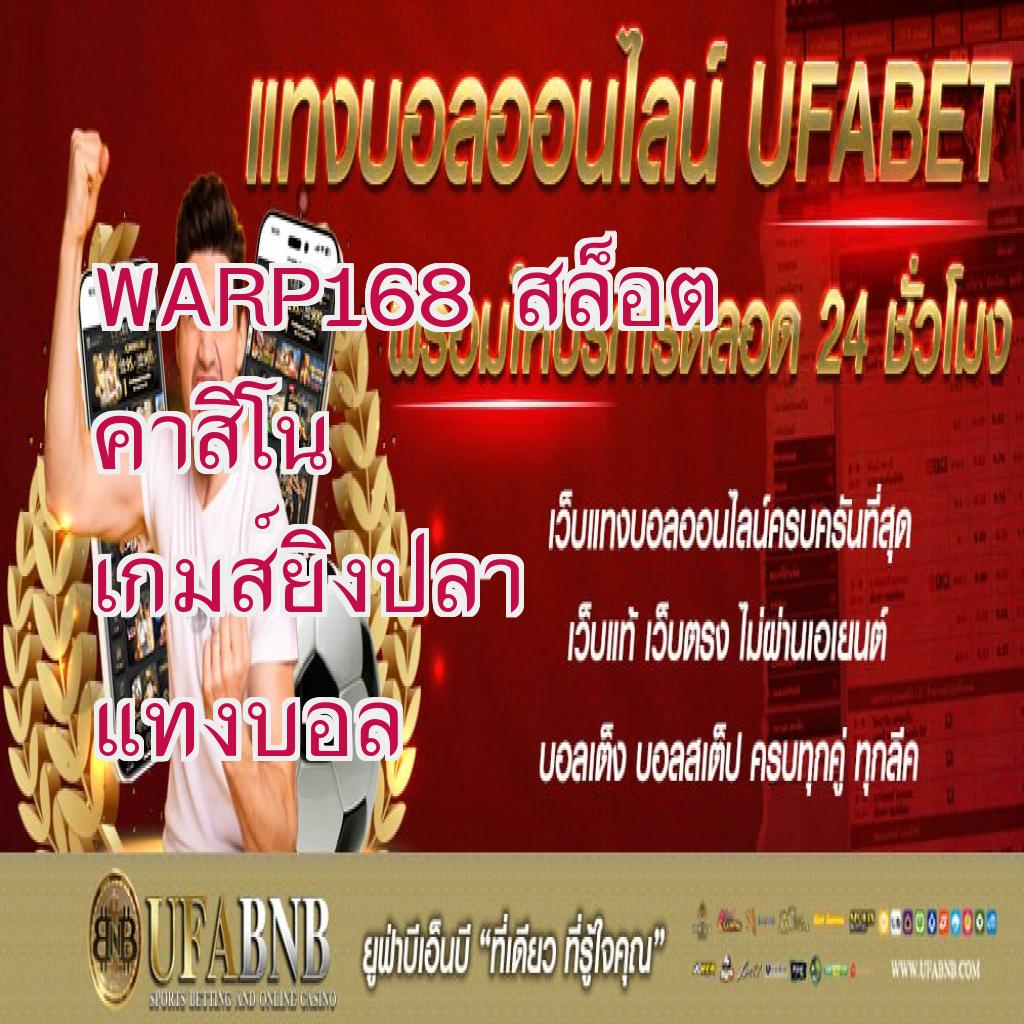 แทงบอลออนไลน์ UFABET
WARP168 สล็อต
พร้อมให้บริการตลอด 24 ชั่วโมง
คาสิโน
เว็บแทงบอลออนไลน์ครบครันที่สุด
เกมส์ยิงปลา
เว็บแท้ เว็บตรง ไม่ผ่านเอเยนต์
แทงบอล
บอลเต็ง บอลสเต็ป ครบทุกคู่ ทุกลีค
BNB
UFABNB
SPORTS BETTING AND ONLINE CASINO
ยูฟ่าบีเอ็นบี “ที่เดียว ที่รู้ใจคุณ”
WWW.UFABNB.COM